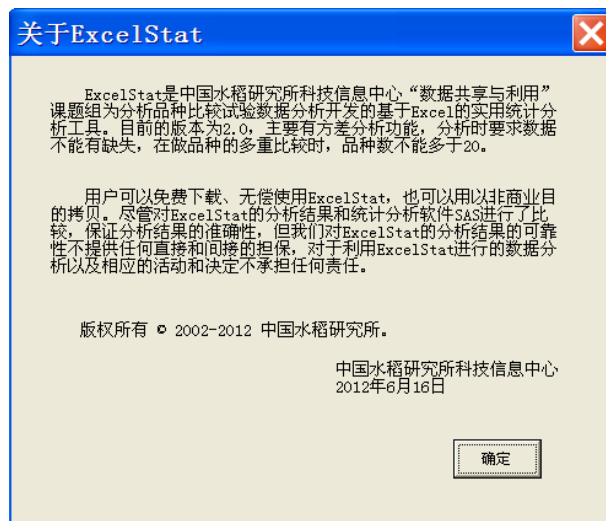 关于ExcelStat
ExcelStat是中国水稻研究所科技信息中心“数据共享与利用”
课题组为分析品种比较试验数据分析开发的基于Excel的实用统计分
析工具。目前的版本为2.0，主要有方差分析功能，分析时要求数据
不能有缺失，在做品种的多重比较时，品种数不能多于20。
用户可以免费下载、无偿使用ExcelStat，也可以用以非商业目
的拷贝。尽管对ExcelStat的分析结果和统计分析软件SAS进行了比
较，保证分析结果的准确性，但我们对ExcelStat的分析结果的可靠
性不提供任何直接和间接的担保，对于利用ExcelStat进行的数据分
析以及相应的活动和决定不承担任何责任。
版权所有 © 2002-2012 中国水稻研究所。
中国水稻研究所科技信息中心
2012年6月16日
确定